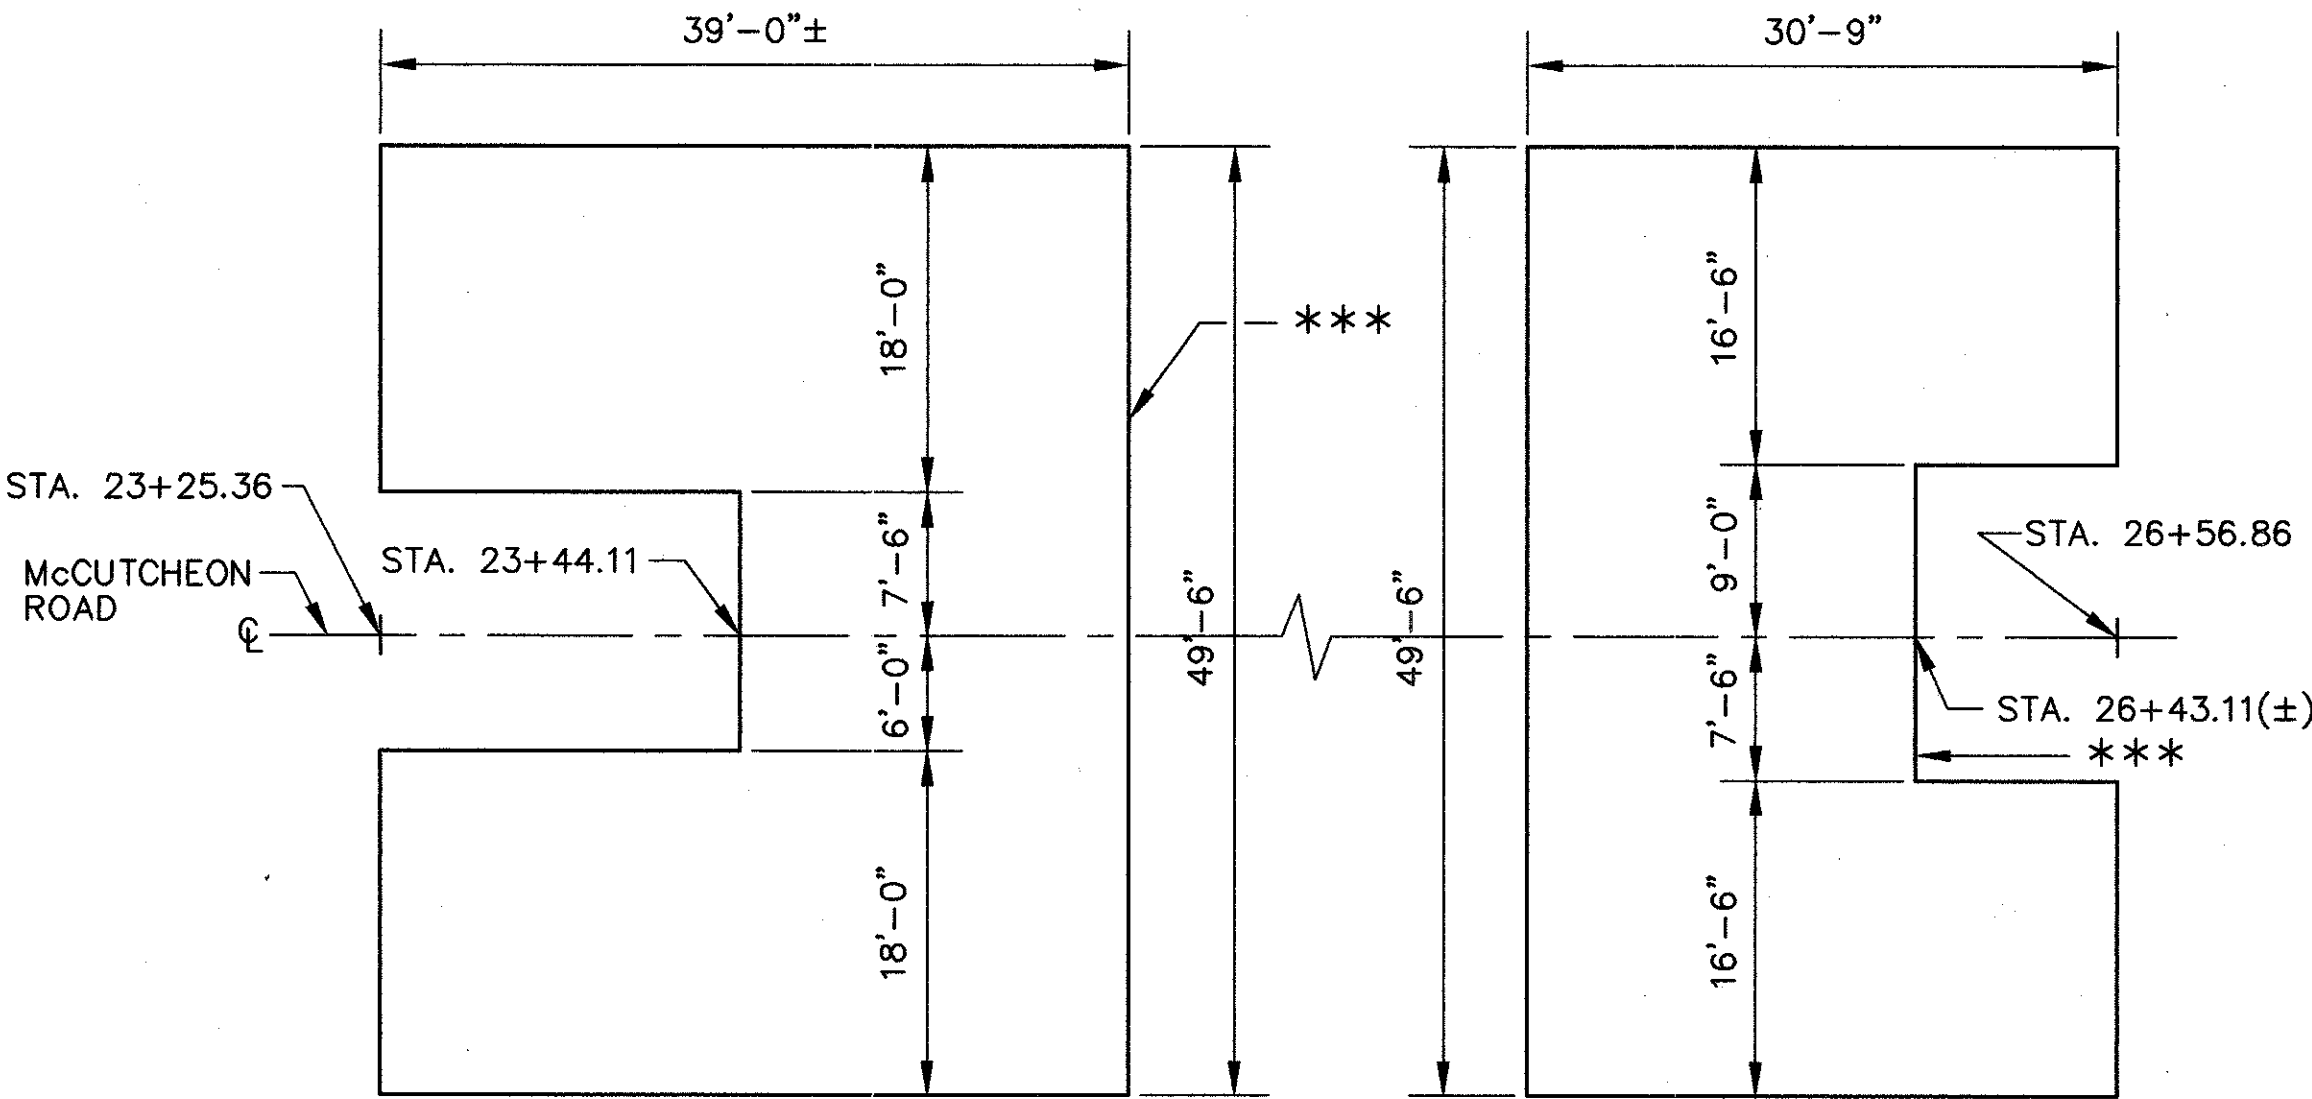 39'-0"±
30'-9"
18'-0"
16'-6"
***
STA. 23+25.36
7'-6"
9'-0"
STA. 26+56.86
McCUTCHEON
ROAD
STA. 23+44.11
49'-6"
49'-6"
℄
6'-0"
7'-6"
STA. 26+43.11(±)
***
18'-0"
16'-6"